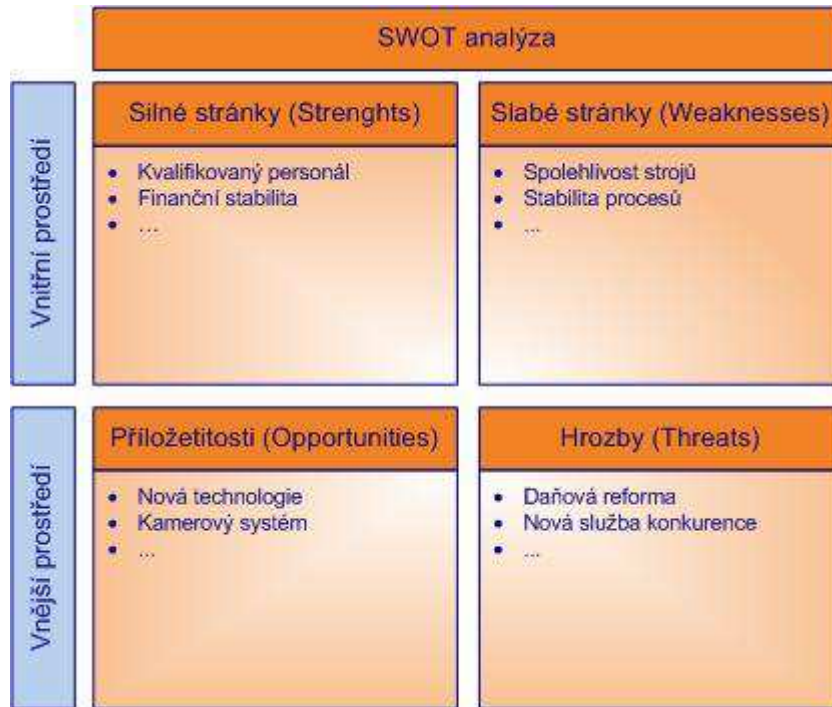 SWOT analýza
Vnitřní prostředí
Silné stránky (Strenghts)
• Kvalifikovaný personál
• Finanční stabilita
• ...
Slabé stránky (Weaknesses)
• Spolehlivost strojů
• Stabilita procesů
• ...
Vnější prostředí
Příložetitosti (Opportunities)
• Nová technologie
• Kamerový systém
• ...
Hrozby (Threats)
• Daňová reforma
• Nová služba konkurence
• ...